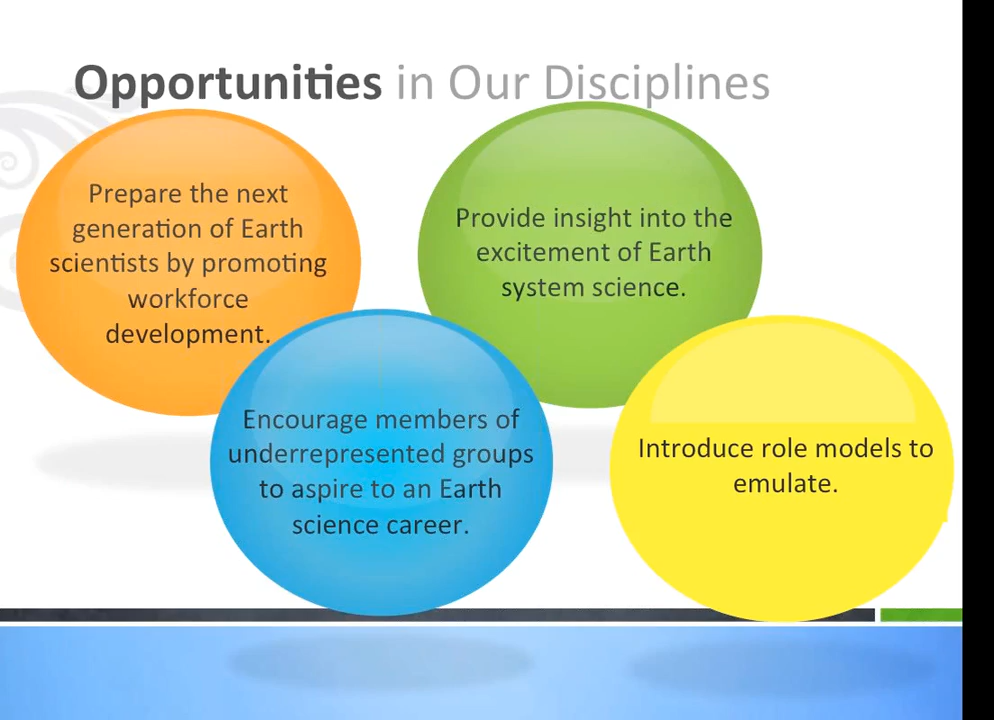 Opportunities in Our Disciplines
Prepare the next
generation of Earth
scientists by promoting
workforce
development.
Provide insight into the
excitement of Earth
system science.
Encourage members of
underrepresented groups
to aspire to an Earth
science career.
Introduce role models to
emulate.